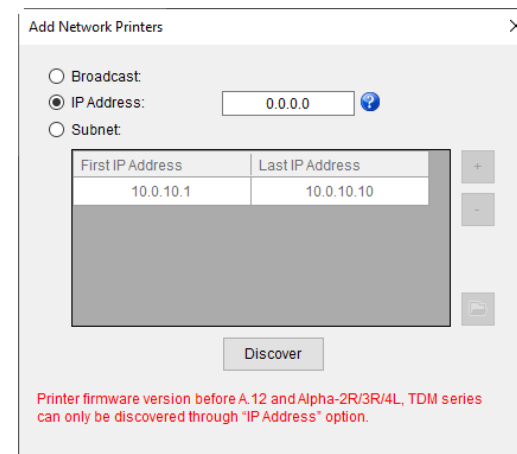 Add Network Printers
Broadcast:
IP Address: 0.0.0.0 ?
Subnet:
First IP Address Last IP Address
10.0.10.1 10.0.10.10
+
-
Discover
Printer firmware version before A.12 and Alpha-2R/3R/4L, TDM series
can only be discovered through “IP Address” option.